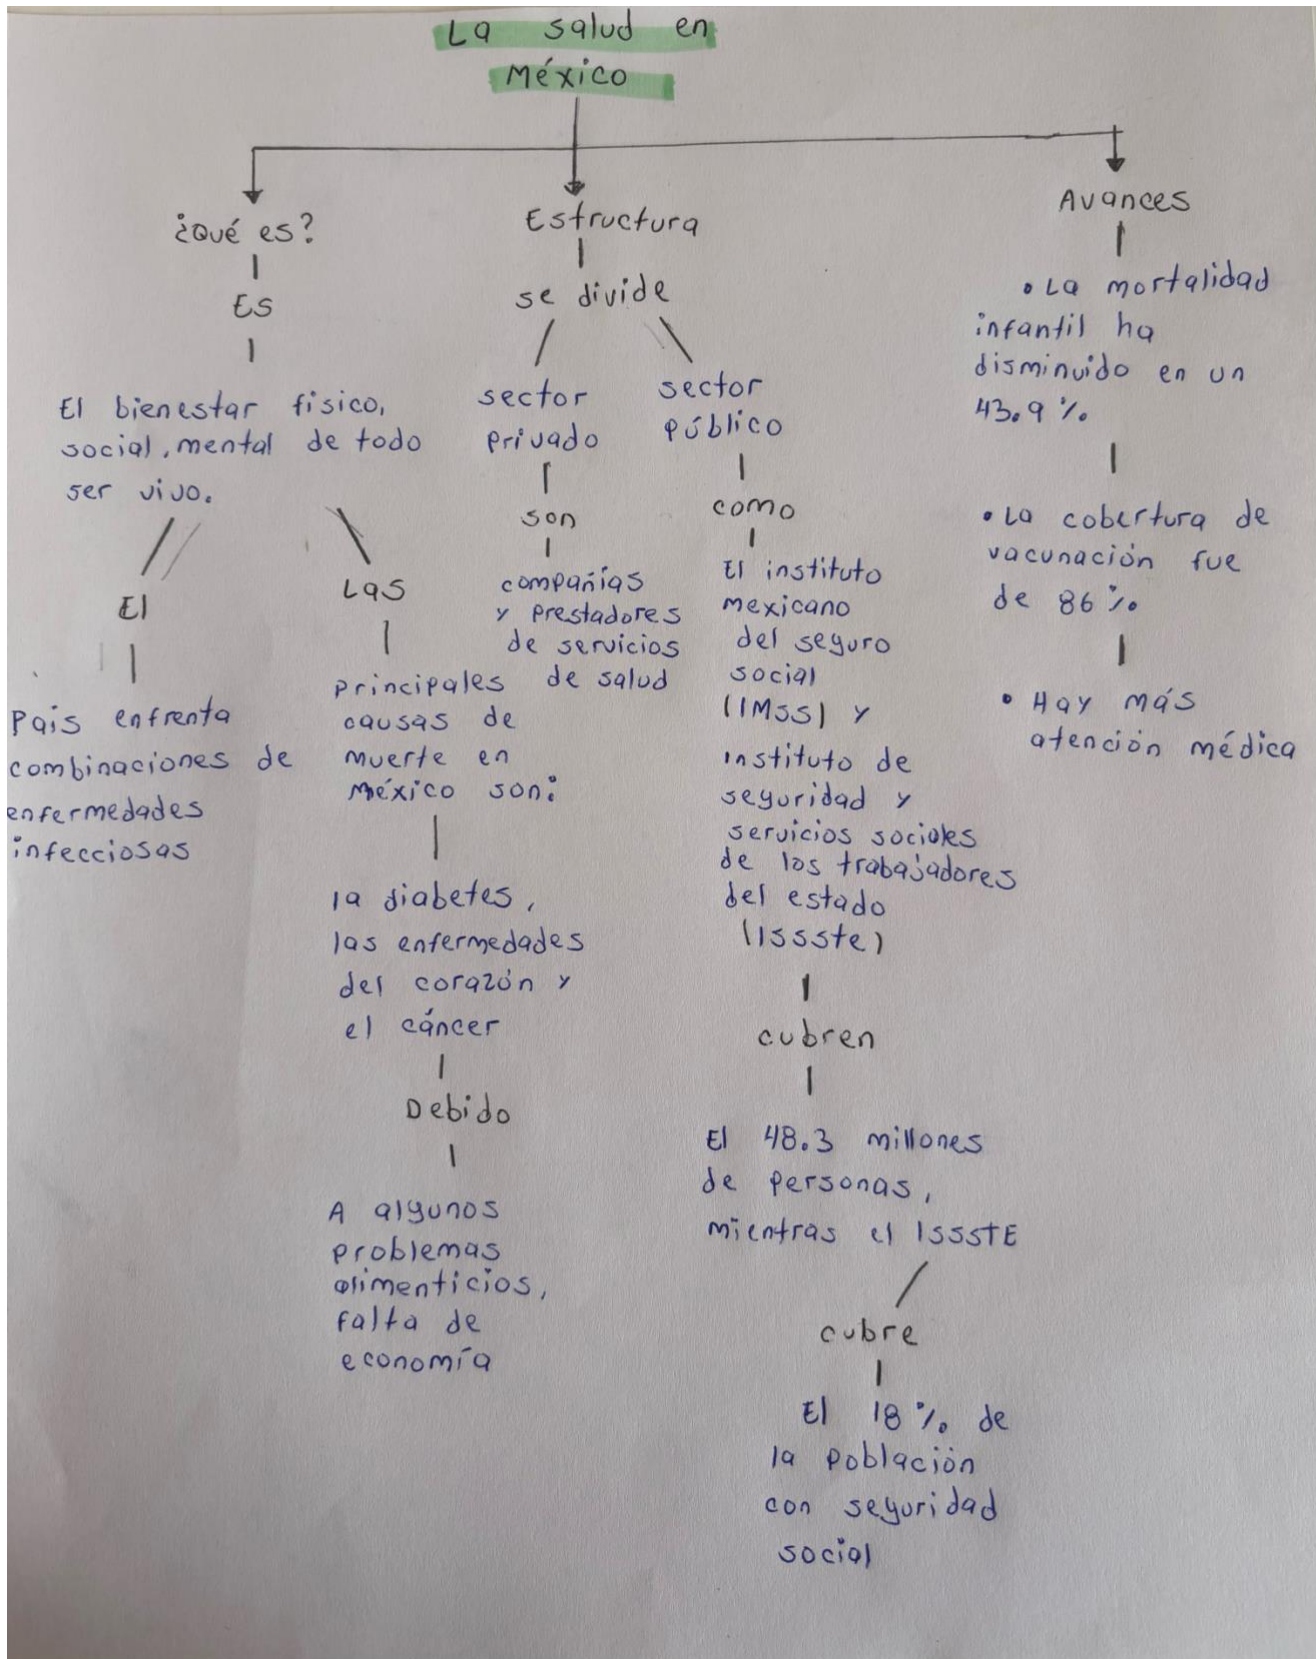 La salud en
México
¿Qué es?
Es
El bienestar físico,
social, mental de todo
ser vivo.
El
País enfrenta
combinaciones de
enfermedades
infecciosas
Las
principales
causas de
muerte en
México son:
la diabetes,
las enfermedades
del corazón y
el cáncer
Debido
A algunos
problemas
alimenticios,
falta de
economía
Estructura
se divide
sector
privado
son
compañías
y prestadores
de servicios
de salud
sector
público
como
El instituto
mexicano
del seguro
social
(IMSS) y
instituto de
seguridad y
servicios sociales
de los trabajadores
del estado
(ISSste)
cubren
El 48.3 millones
de personas,
mientras el ISSSTE
cubre
El 18% de
la población
con seguridad
social
Avances
• La mortalidad
infantil ha
disminuido en un
43.9%
• La cobertura de
vacunación fue
de 86%
• Hay más
atención médica